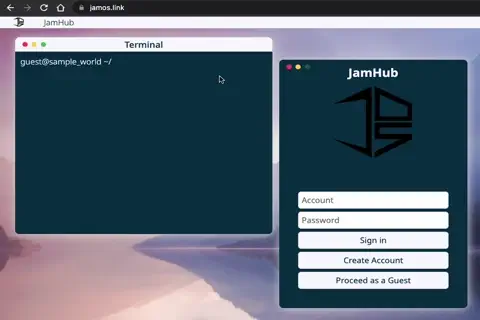 jamos.link
JamHub
Terminal
guest@sample_world ~/
JamHub
Account
Password
Sign in
Create Account
Proceed as a Guest